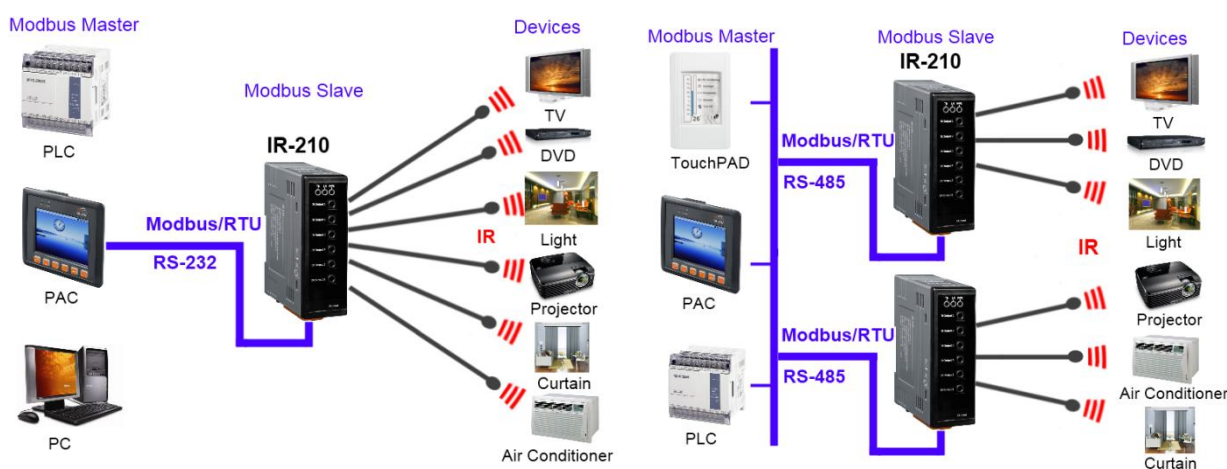 Modbus Master
PLC
PAC
PC
Modbus/RTU
RS-232
Modbus Slave
IR-210
Devices
TV
DVD
Light
IR
Projector
Curtain
Air Conditioner
Modbus Master
TouchPAD
PAC
PLC
Modbus/RTU
RS-485
Modbus/RTU
RS-485
Modbus Slave
IR-210
Devices
TV
DVD
Light
IR
Projector
Air Conditioner
Curtain